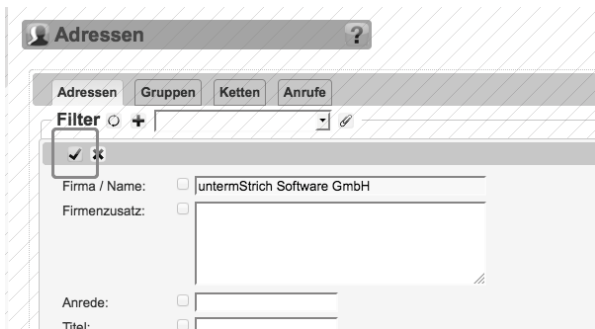 Adressen ?
Adressen Gruppen Ketten Anrufe
Filter
Firma / Name: untermStrich Software GmbH
Firmenzusatz:
Anrede:
Titel: